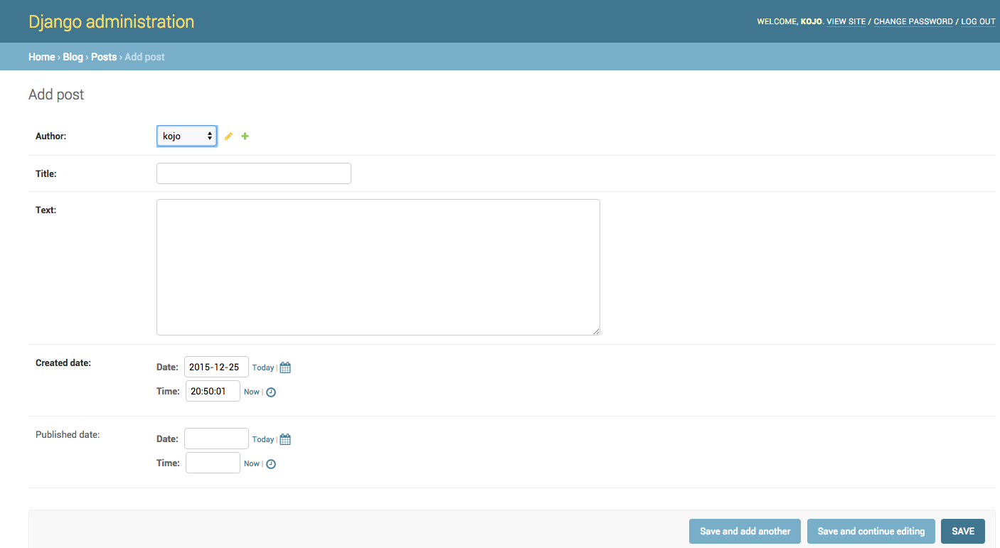 Django administration
WELCOME, KOJO. VIEW SITE / CHANGE PASSWORD / LOG OUT
Home › Blog › Posts › Add post
Add post
Author: kojo
Title:
Text:
Created date:
Date: 2015-12-25 Today |
Time: 20:50:01 Now |
Published date:
Date: Today |
Time: Now |
Save and add another Save and continue editing SAVE